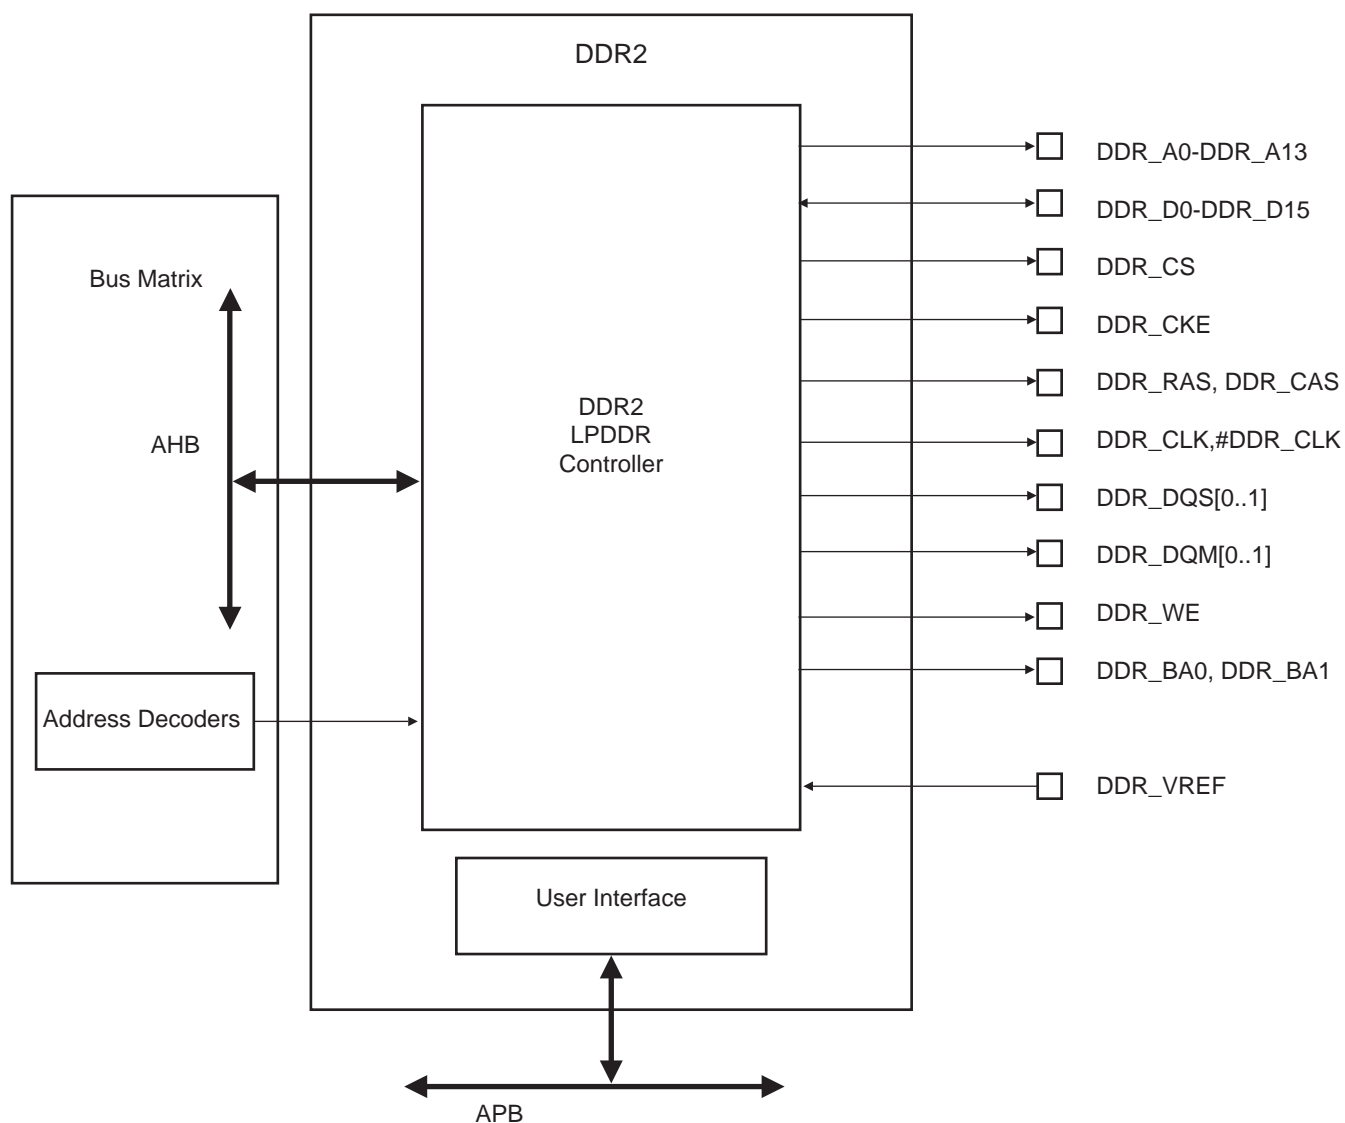 DDR2
DDR_A0-DDR_A13
DDR_D0-DDR_D15
DDR_CS
DDR_CKE
DDR_RAS, DDR_CAS
DDR_CLK,#DDR_CLK
DDR_DQS[0..1]
DDR_DQM[0..1]
DDR_WE
DDR_BA0, DDR_BA1
DDR_VREF
Bus Matrix
AHB
Address Decoders
DDR2
LPDDR
Controller
User Interface
APB